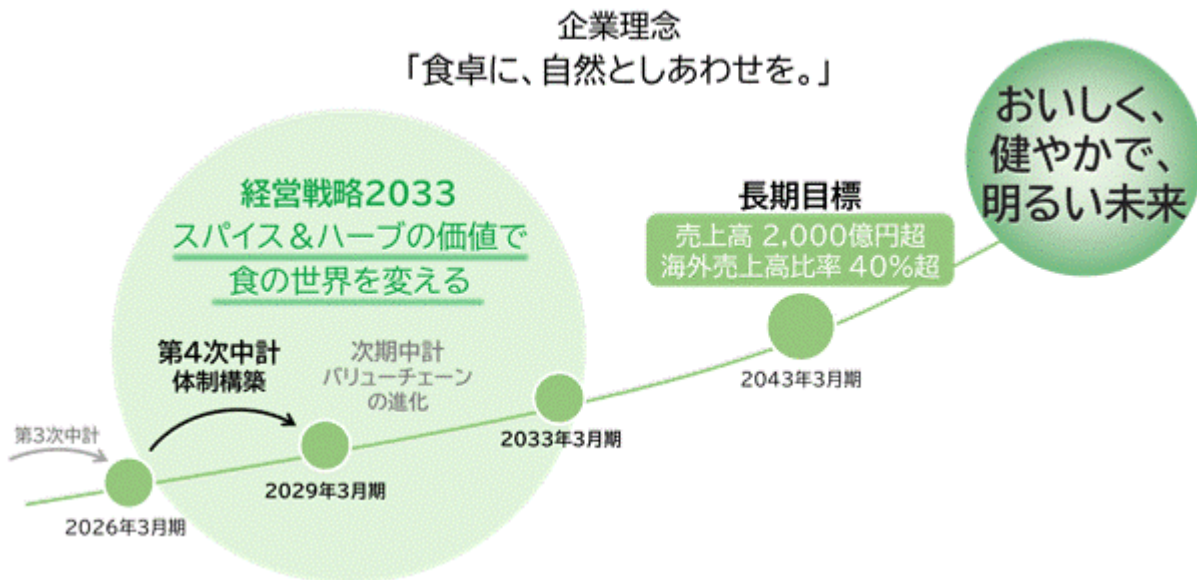 企業理念
「食卓に、自然としあわせを。」
おいしく、
健やかで、
明るい未来
経営戦略2033
スパイス＆ハーブの価値で
食の世界を変える
長期目標
売上高 2,000億円超
海外売上高比率 40%超
第4次中計
体制構築
次期中計
バリューチェーン
の進化
第3次中計
2026年3月期
2029年3月期
2033年3月期
2043年3月期